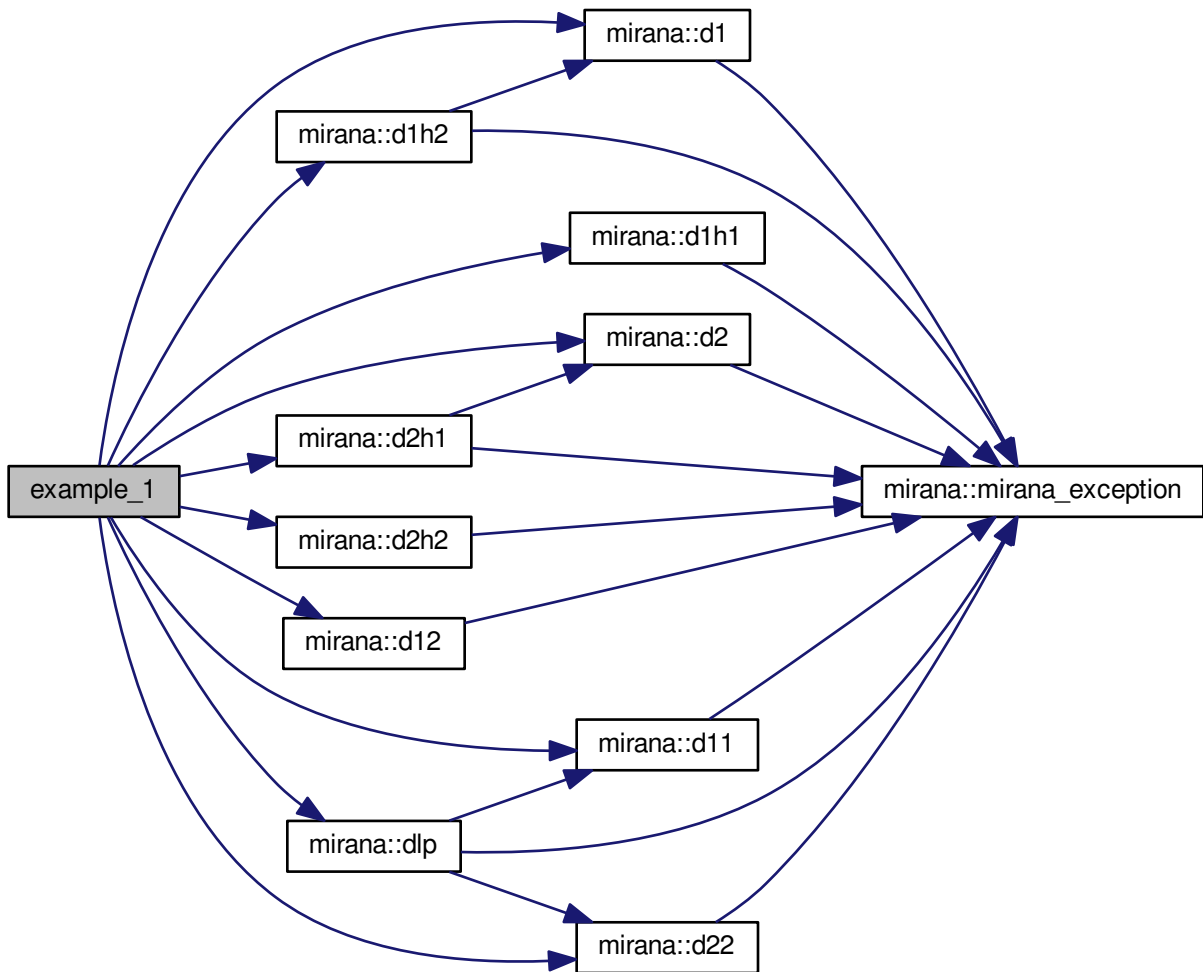 mirana::d1
mirana::d1h2
mirana::d1h1
mirana::d2
mirana::d2h1
example_1
mirana::mirana_exception
mirana::d2h2
mirana::d12
mirana::d11
mirana::dlp
mirana::d22